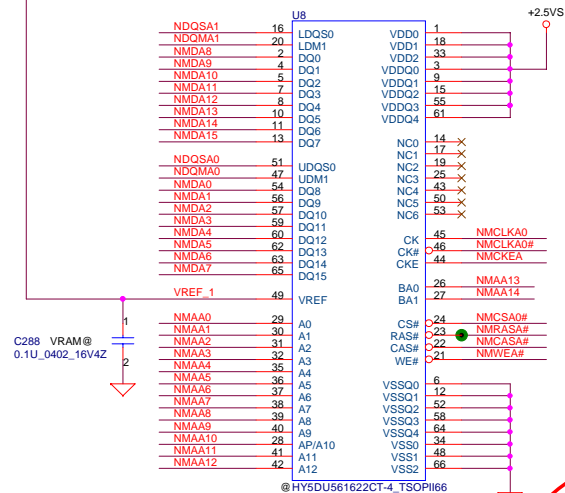 U8
+2.5VS
NDQSA1 16 LDQS0 VDD0 1
NDQMA1 20 LDM1 VDD1 18
NMDA8 2 DQ0 VDD2 33
NMDA9 4 DQ1 VDDQ0 3
NMDA10 5 DQ2 VDDQ1 9
NMDA11 7 DQ3 VDDQ2 15
NMDA12 8 DQ4 VDDQ3 55
NMDA13 10 DQ5 VDDQ4 61
NMDA14 11 DQ6
NMDA15 13 DQ7 NC0 14
NC1 17
NDQSA0 51 UDQS0 NC2 19
NDQMA0 47 UDM1 NC3 25
NMDA0 54 DQ8 NC4 43
NMDA1 56 DQ9 NC5 50
NMDA2 57 DQ10 NC6 53
NMDA3 59 DQ11
NMDA4 60 DQ12 CK 45 NMCLKA0
NMDA5 62 DQ13 CK# 46 NMCLKA0#
NMDA6 63 DQ14 CKE 44 NMCKEA
NMDA7 65 DQ15
BA0 26 NMAA13
VREF_1 49 VREF BA1 27 NMAA14
NMAA0 29 A0 CS# 24 NMCSA0#
NMAA1 30 A1 RAS# 23 NMRASA#
NMAA2 31 A2 CAS# 22 NMCASA#
NMAA3 32 A3 WE# 21 NMWEA#
NMAA4 35 A4
NMAA5 36 A5 VSSQ0 6
NMAA6 37 A6 VSSQ1 12
NMAA7 38 A7 VSSQ2 52
NMAA8 39 A8 VSSQ3 58
NMAA9 40 A9 VSSQ4 64
NMAA10 28 AP/A10 VSS0 34
NMAA11 41 A11 VSS1 48
NMAA12 42 A12 VSS2 66
1
C288 VRAM@
0.1U_0402_16V4Z
2
@HY5DU561622CT-4_TSOPII66